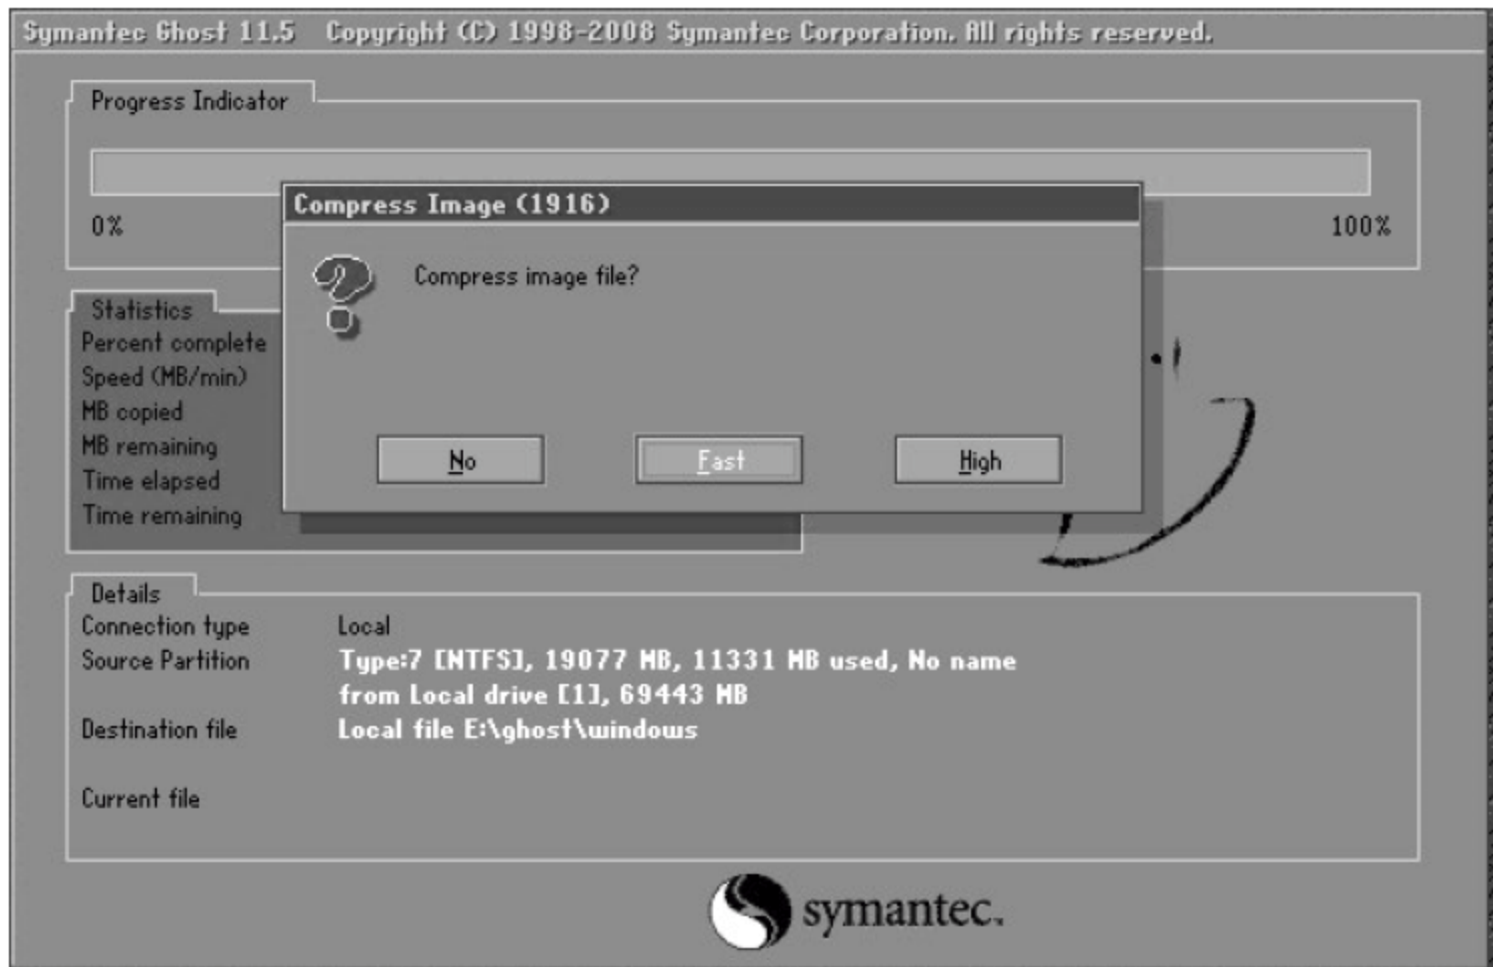 Symantec Ghost 11.5 Copyright (C) 1998-2008 Symantec Corporation. All rights reserved.
Progress Indicator
0% 100%
Compress Image (1916)
Compress image file?
No Fast High
Statistics
Percent complete
Speed (MB/min)
MB copied
MB remaining
Time elapsed
Time remaining
Details
Connection type Local
Source Partition Type:7 [NTFS], 19077 MB, 11331 MB used, No name
from Local drive [1], 69443 MB
Destination file Local file E:\ghost\windows
Current file
symantec.